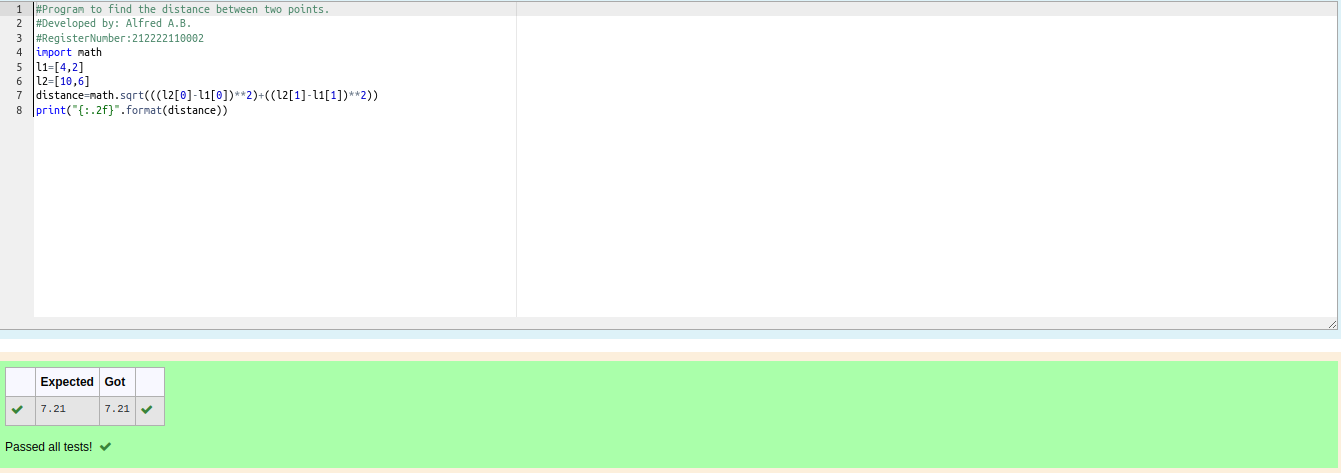 1 #Program to find the distance between two points.
2 #Developed by: Alfred A.B.
3 #RegisterNumber:212222110002
4 import math
5 l1=[4,2]
6 l2=[10,6]
7 distance=math.sqrt(((l2[0]-l1[0])**2)+((l2[1]-l1[1])**2))
8 print("{:.2f}".format(distance))
Expected Got
7.21 7.21
Passed all tests!